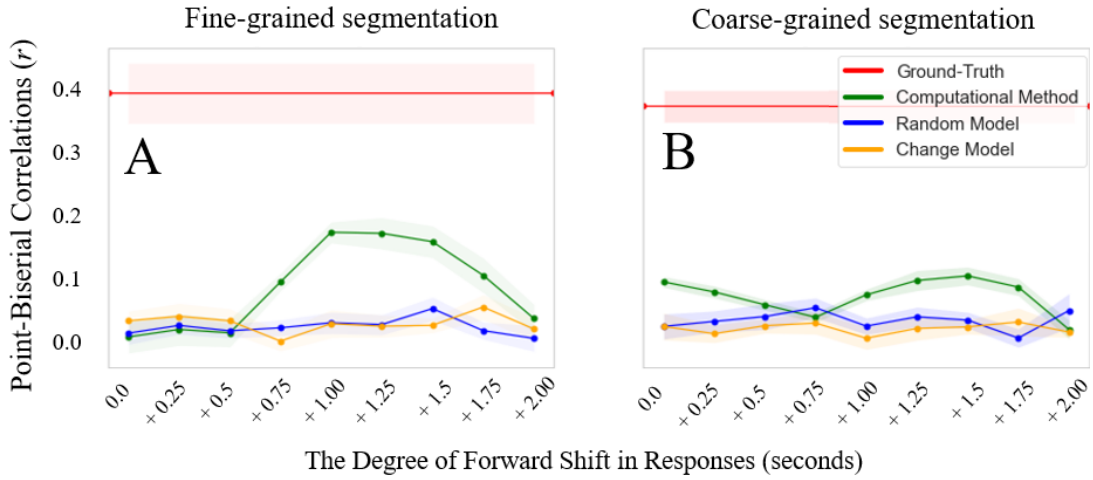 Fine-grained segmentation
Coarse-grained segmentation
Point-Biserial Correlations (r)
0.4
0.3
0.2
0.1
0.0
A
B
Ground-Truth
Computational Method
Random Model
Change Model
0.0
+ 0.25
+ 0.5
+ 0.75
+ 1.00
+ 1.25
+ 1.5
+ 1.75
+ 2.00
0.0
+ 0.25
+ 0.5
+ 0.75
+ 1.00
+ 1.25
+ 1.5
+ 1.75
+ 2.00
The Degree of Forward Shift in Responses (seconds)